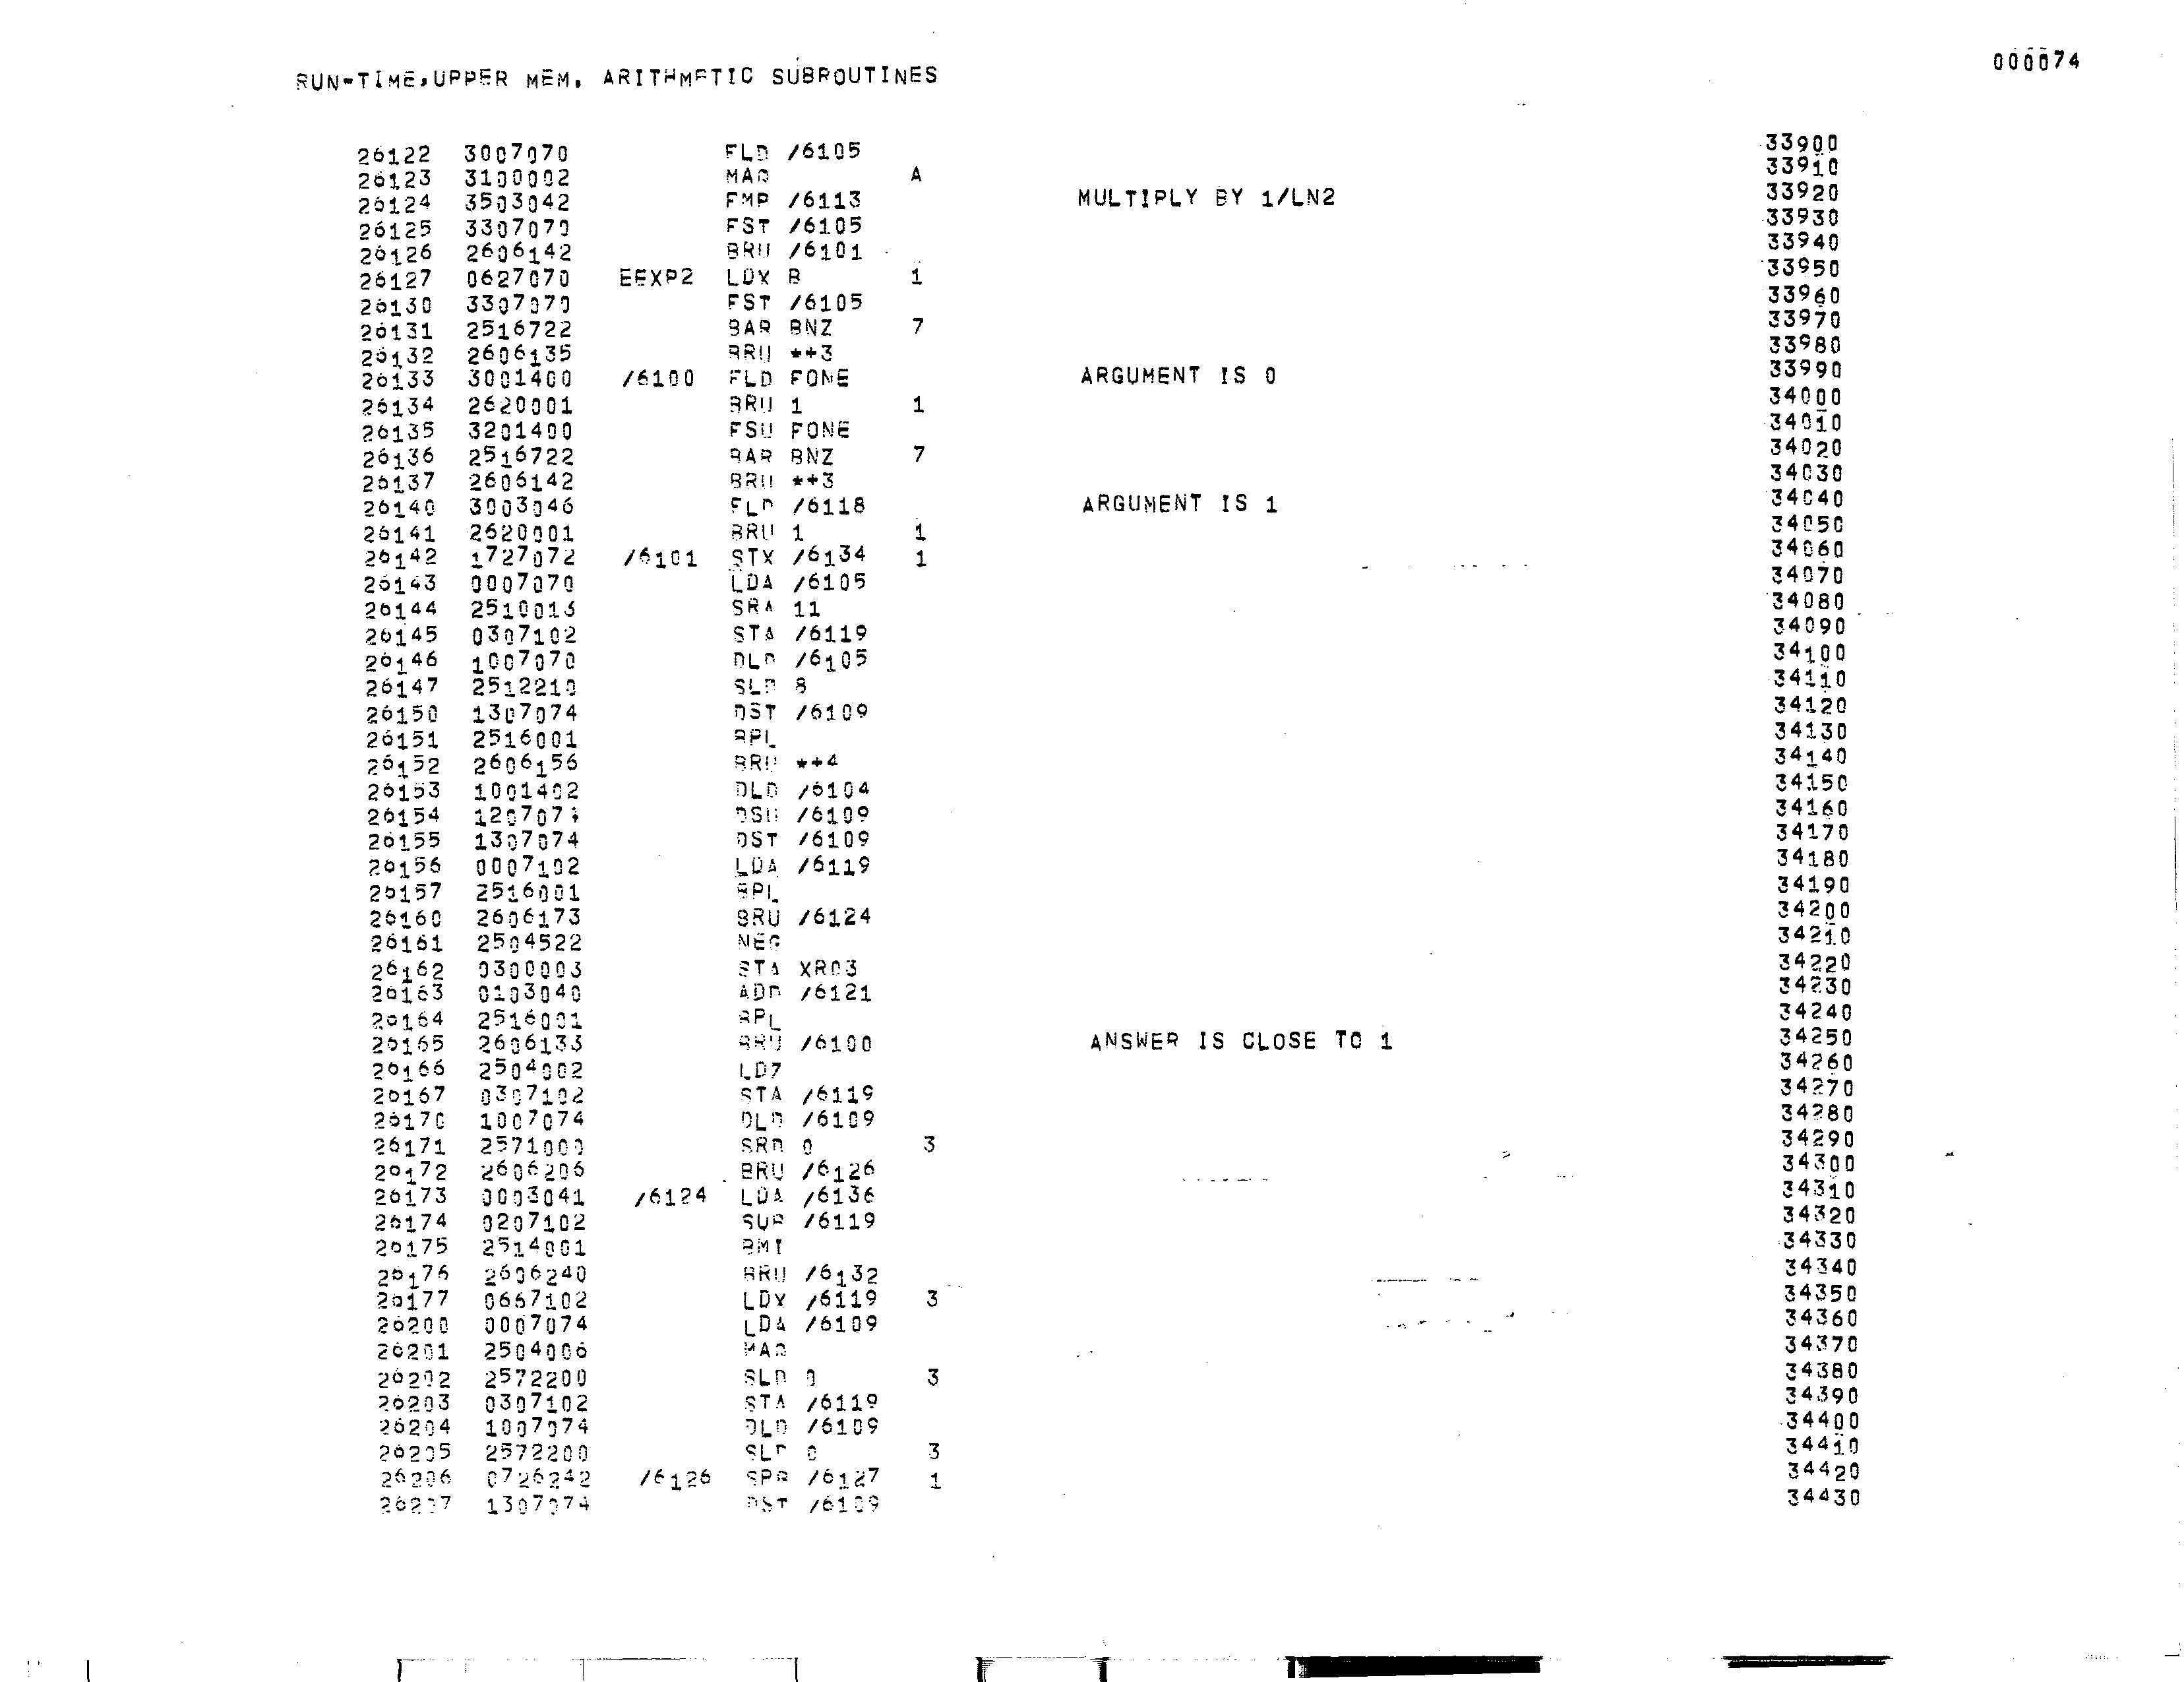 000074
RUN-TIME,UPPER MEM. ARITHMETIC SUBROUTINES
26122 3007070 FLD /6105 33900
26123 3100002 MAQ A 33910
26124 3503042 FMP /6113 MULTIPLY BY 1/LN2 33920
26125 3307070 FST /6105 33930
26126 2606142 BRU /6101 33940
26127 0627070 EEXP2 LDX B 1 33950
26130 3307070 FST /6105 33960
26131 2516722 BAR BNZ 7 33970
26132 2606135 BRU *+3 33980
26133 3001400 /6100 FLD FONE ARGUMENT IS 0 33990
26134 2620001 BRU 1 1 34000
26135 3201400 FSU FONE 34010
26136 2516722 BAR BNZ 7 34020
26137 2606142 BRU *+3 34030
26140 3003046 FLD /6118 ARGUMENT IS 1 34040
26141 2620001 BRU 1 1 34050
26142 1727072 /6101 STX /6134 1 34060
26143 0007070 LDA /6105 34070
26144 2510013 SRA 11 34080
26145 0307102 STA /6119 34090
26146 1007070 DLD /6105 34100
26147 2512210 SLD 8 34110
26150 1307074 DST /6109 34120
26151 2516001 BPL 34130
26152 2606156 BRU *+4 34140
26153 1001402 DLD /6104 34150
26154 1207074 DSU /6109 34160
26155 1307074 DST /6109 34170
26156 0007102 LDA /6119 34180
26157 2516001 BPL 34190
26160 2606173 BRU /6124 34200
26161 2504522 NEG 34210
26162 0300003 STA XR03 34220
26163 0103040 ADD /6121 34230
26164 2516001 BPL 34240
26165 2606133 BRU /6100 ANSWER IS CLOSE TO 1 34250
26166 2504002 LDZ 34260
26167 0307102 STA /6119 34270
26170 1007074 DLD /6109 34280
26171 2571000 SRD 0 3 34290
26172 2606206 BRU /6126 34300
26173 0003041 /6124 LDA /6136 34310
26174 0207102 SUB /6119 34320
26175 2514001 BMI 34330
26176 2606240 BRU /6132 34340
26177 0667102 LDX /6119 3 34350
26200 0007074 LDA /6109 34360
26201 2504006 MAQ 34370
26202 2572200 SLD 0 3 34380
26203 0307102 STA /6119 34390
26204 1007074 DLD /6109 34400
26205 2572200 SLD 0 3 34410
26206 0726242 /6126 SPB /6127 1 34420
26207 1307074 DST /6109 34430